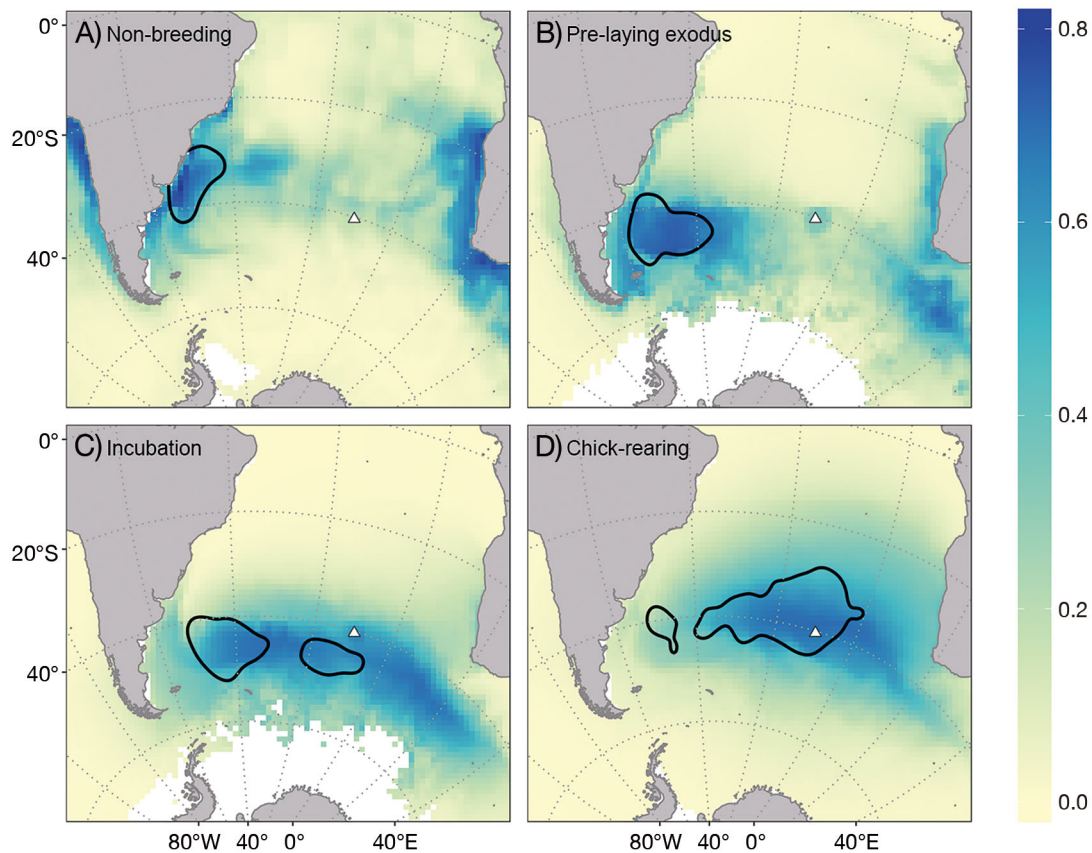 A) Non-breeding
B) Pre-laying exodus
0°
20°S
40°
0.8
0.6
0.4
0.2
0.0
C) Incubation
D) Chick-rearing
0°
20°S
40°
80°W 40° 0° 40°E
80°W 40° 0° 40°E